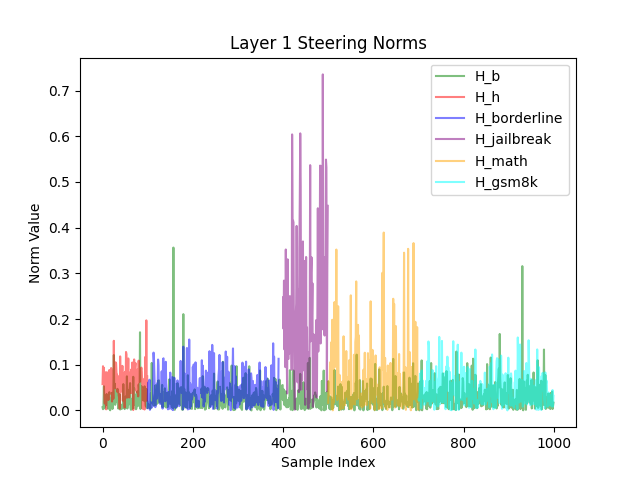 Layer 1 Steering Norms
H_b
H_h
H_borderline
H_jailbreak
H_math
H_gsm8k
Norm Value
0.7
0.6
0.5
0.4
0.3
0.2
0.1
0.0
0
200
400
600
800
1000
Sample Index